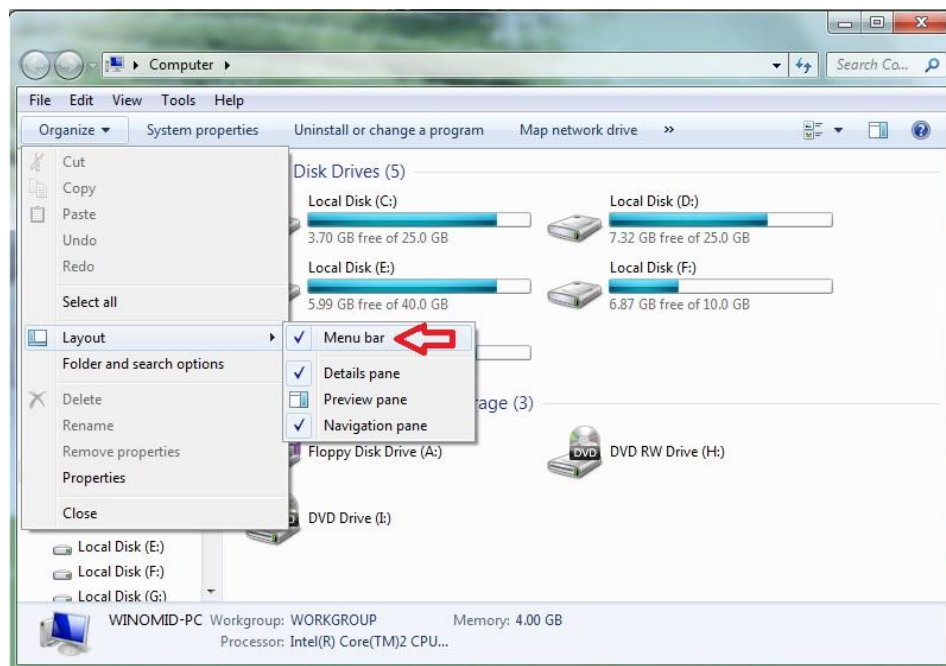 Computer
Search Co...
File Edit View Tools Help
Organize System properties Uninstall or change a program Map network drive »
Cut
Copy
Paste
Undo
Redo
Select all
Layout
Folder and search options
Delete
Rename
Remove properties
Properties
Close
Menu bar
Details pane
Preview pane
Navigation pane
Disk Drives (5)
Local Disk (C:)
3.70 GB free of 25.0 GB
Local Disk (D:)
7.32 GB free of 25.0 GB
Local Disk (E:)
5.99 GB free of 40.0 GB
Local Disk (F:)
6.87 GB free of 10.0 GB
age (3)
Floppy Disk Drive (A:)
DVD RW Drive (H:)
DVD
DVD Drive (I:)
Local Disk (E:)
Local Disk (F:)
Local Disk (G:)
WINOMID-PC Workgroup: WORKGROUP Memory: 4.00 GB
Processor: Intel(R) Core(TM)2 CPU...